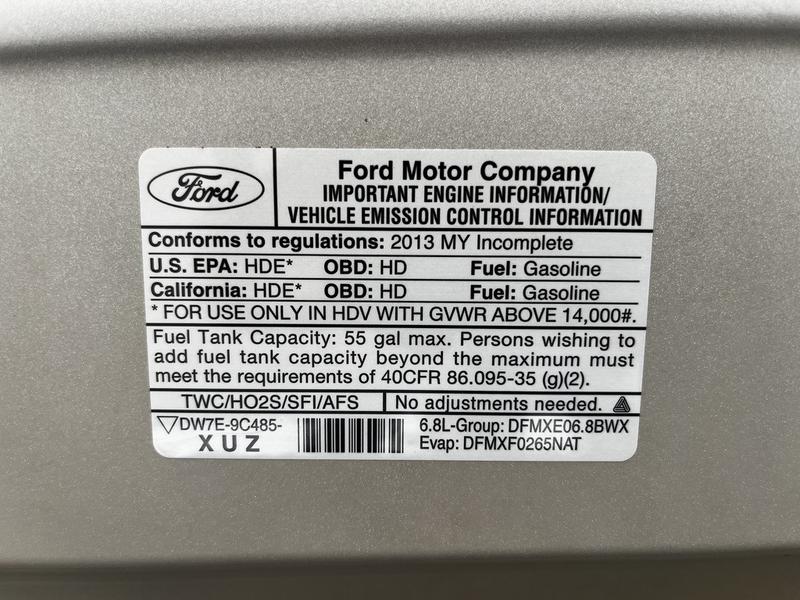 Ford
Ford Motor Company
IMPORTANT ENGINE INFORMATION/
VEHICLE EMISSION CONTROL INFORMATION
Conforms to regulations: 2013 MY Incomplete
U.S. EPA: HDE* OBD: HD Fuel: Gasoline
California: HDE* OBD: HD Fuel: Gasoline
* FOR USE ONLY IN HDV WITH GVWR ABOVE 14,000#.
Fuel Tank Capacity: 55 gal max. Persons wishing to
add fuel tank capacity beyond the maximum must
meet the requirements of 40CFR 86.095-35 (g)(2).
TWC/HO2S/SFI/AFS No adjustments needed.
DW7E-9C485- 6.8L-Group: DFMXE06.8BWX
XUZ Evap: DFMXF0265NAT